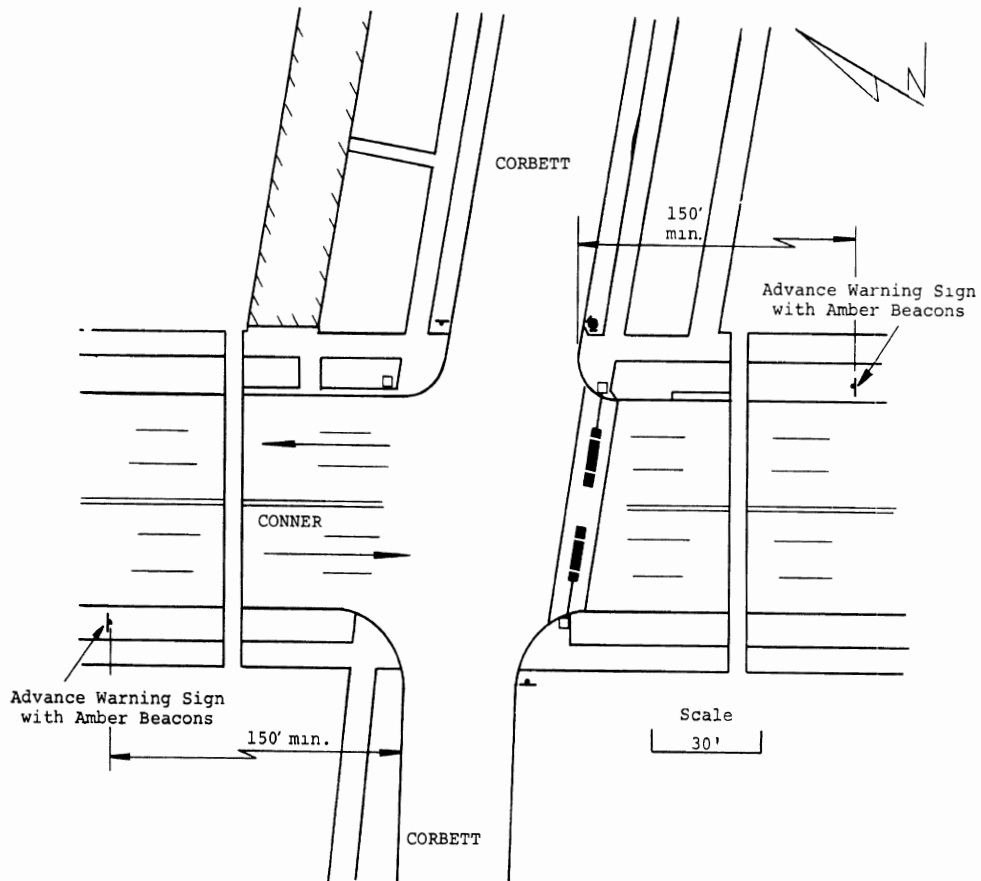 CORBETT
150'
min.
Advance Warning Sign
with Amber Beacons
CONNER
Advance Warning Sign
with Amber Beacons
150' min.
Scale
30'
CORBETT
N